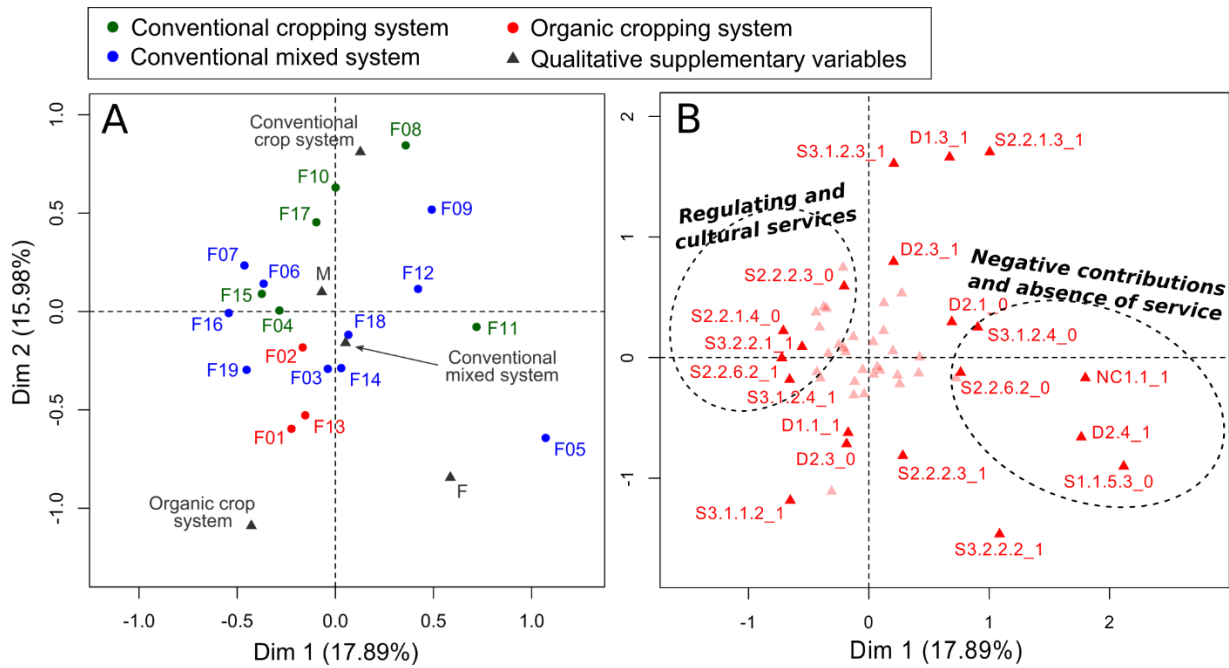 Conventional cropping system
Organic cropping system
Conventional mixed system
Qualitative supplementary variables
A
Conventional
crop system
F08
F10
F09
F17
F07
F06
M
F12
F15
F16
F04
F18
F11
F02
F19
F03
F14
Conventional
mixed system
F01
F13
F05
F
Organic crop
system
1.0
0.5
0.0
-0.5
-1.0
Dim 2 (15.98%)
-1.0
-0.5
0.0
0.5
1.0
Dim 1 (17.89%)
B
S3.1.2.3_1
D1.3_1
S2.2.1.3_1
Regulating and
cultural services
D2.3_1
Negative contributions
and absence of service
S2.2.2.3_0
D2.1_0
S2.2.1.4_0
S3.1.2.4_0
S3.2.2.1_1
S2.2.6.2_1
S2.2.6.2_0
NC1.1_1
S3.1.2.4_1
D1.1_1
D2.4_1
D2.3_0
S2.2.2.3_1
S1.1.5.3_0
S3.1.1.2_1
S3.2.2.2_1
2
1
0
-1
-1
0
1
2
Dim 1 (17.89%)